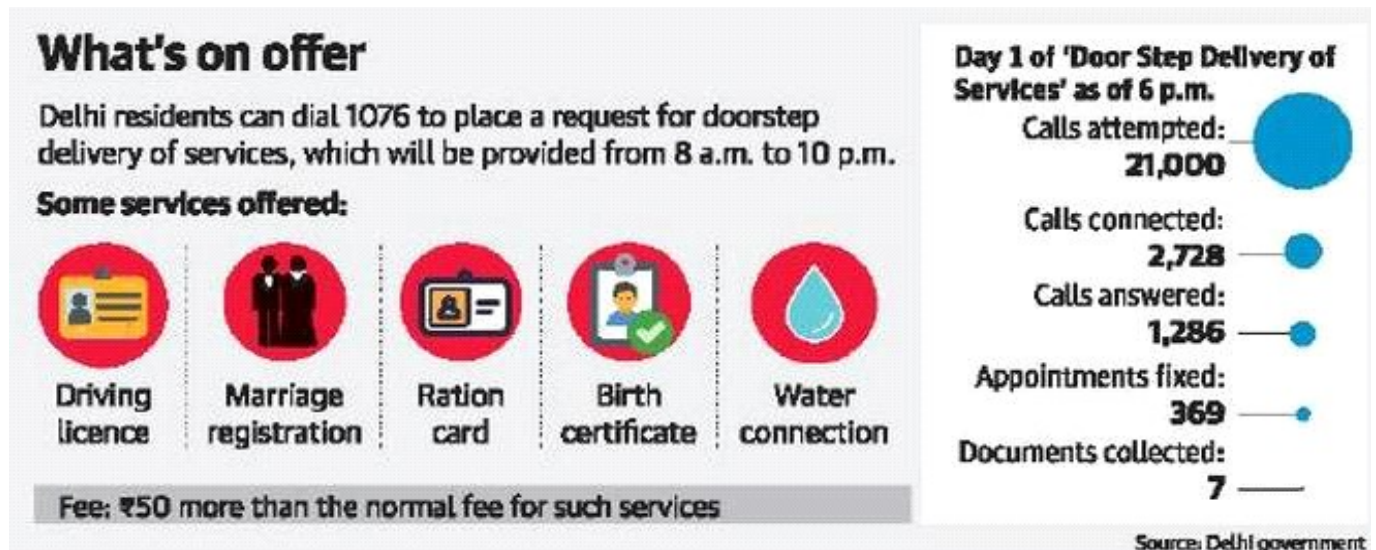 What's on offer
Delhi residents can dial 1076 to place a request for doorstep
delivery of services, which will be provided from 8 a.m. to 10 p.m.
Some services offered:
Driving
licence
Marriage
registration
Ration
card
Birth
certificate
Water
connection
Fee: ₹50 more than the normal fee for such services
Day 1 of 'Door Step Delivery of
Services' as of 6 p.m.
Calls attempted:
21,000
Calls connected:
2,728
Calls answered:
1,286
Appointments fixed:
369
Documents collected:
7
Source: Delhi government